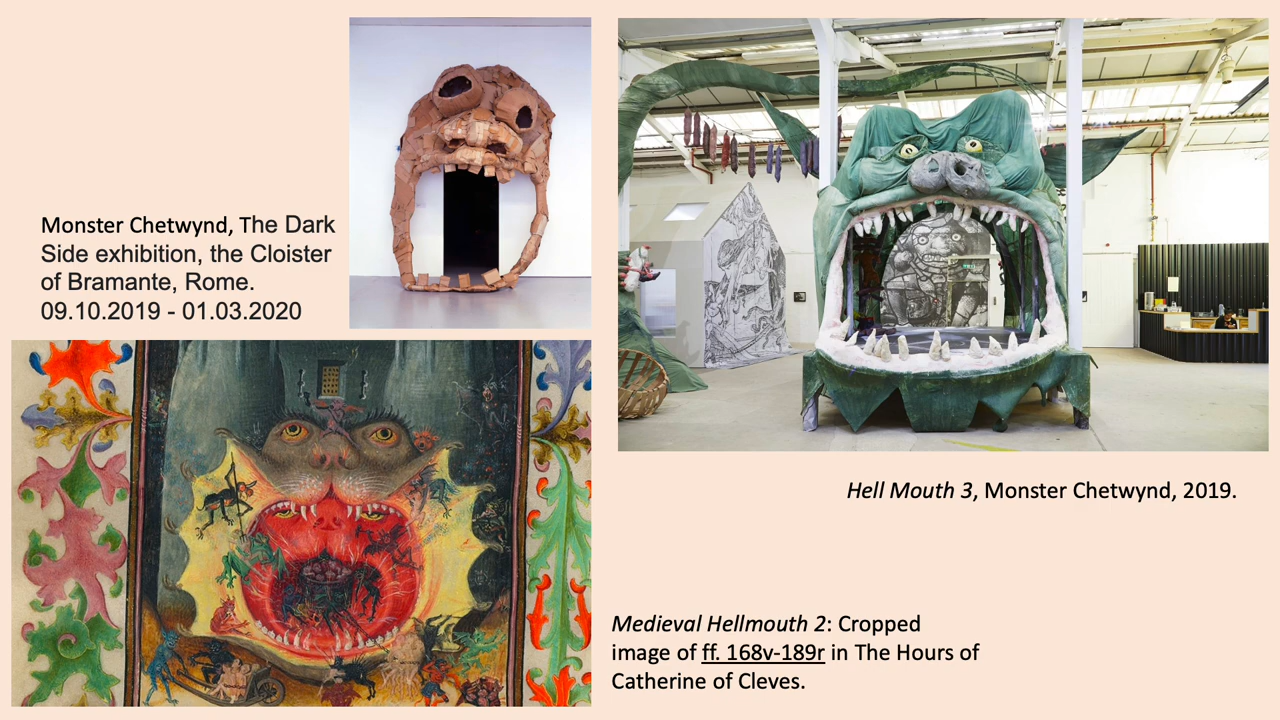 Monster Chetwynd, The Dark
Side exhibition, the Cloister
of Bramante, Rome.
09.10.2019 - 01.03.2020
Hell Mouth 3, Monster Chetwynd, 2019.
Medieval Hellmouth 2: Cropped
image of ff. 168v-189r in The Hours of
Catherine of Cleves.